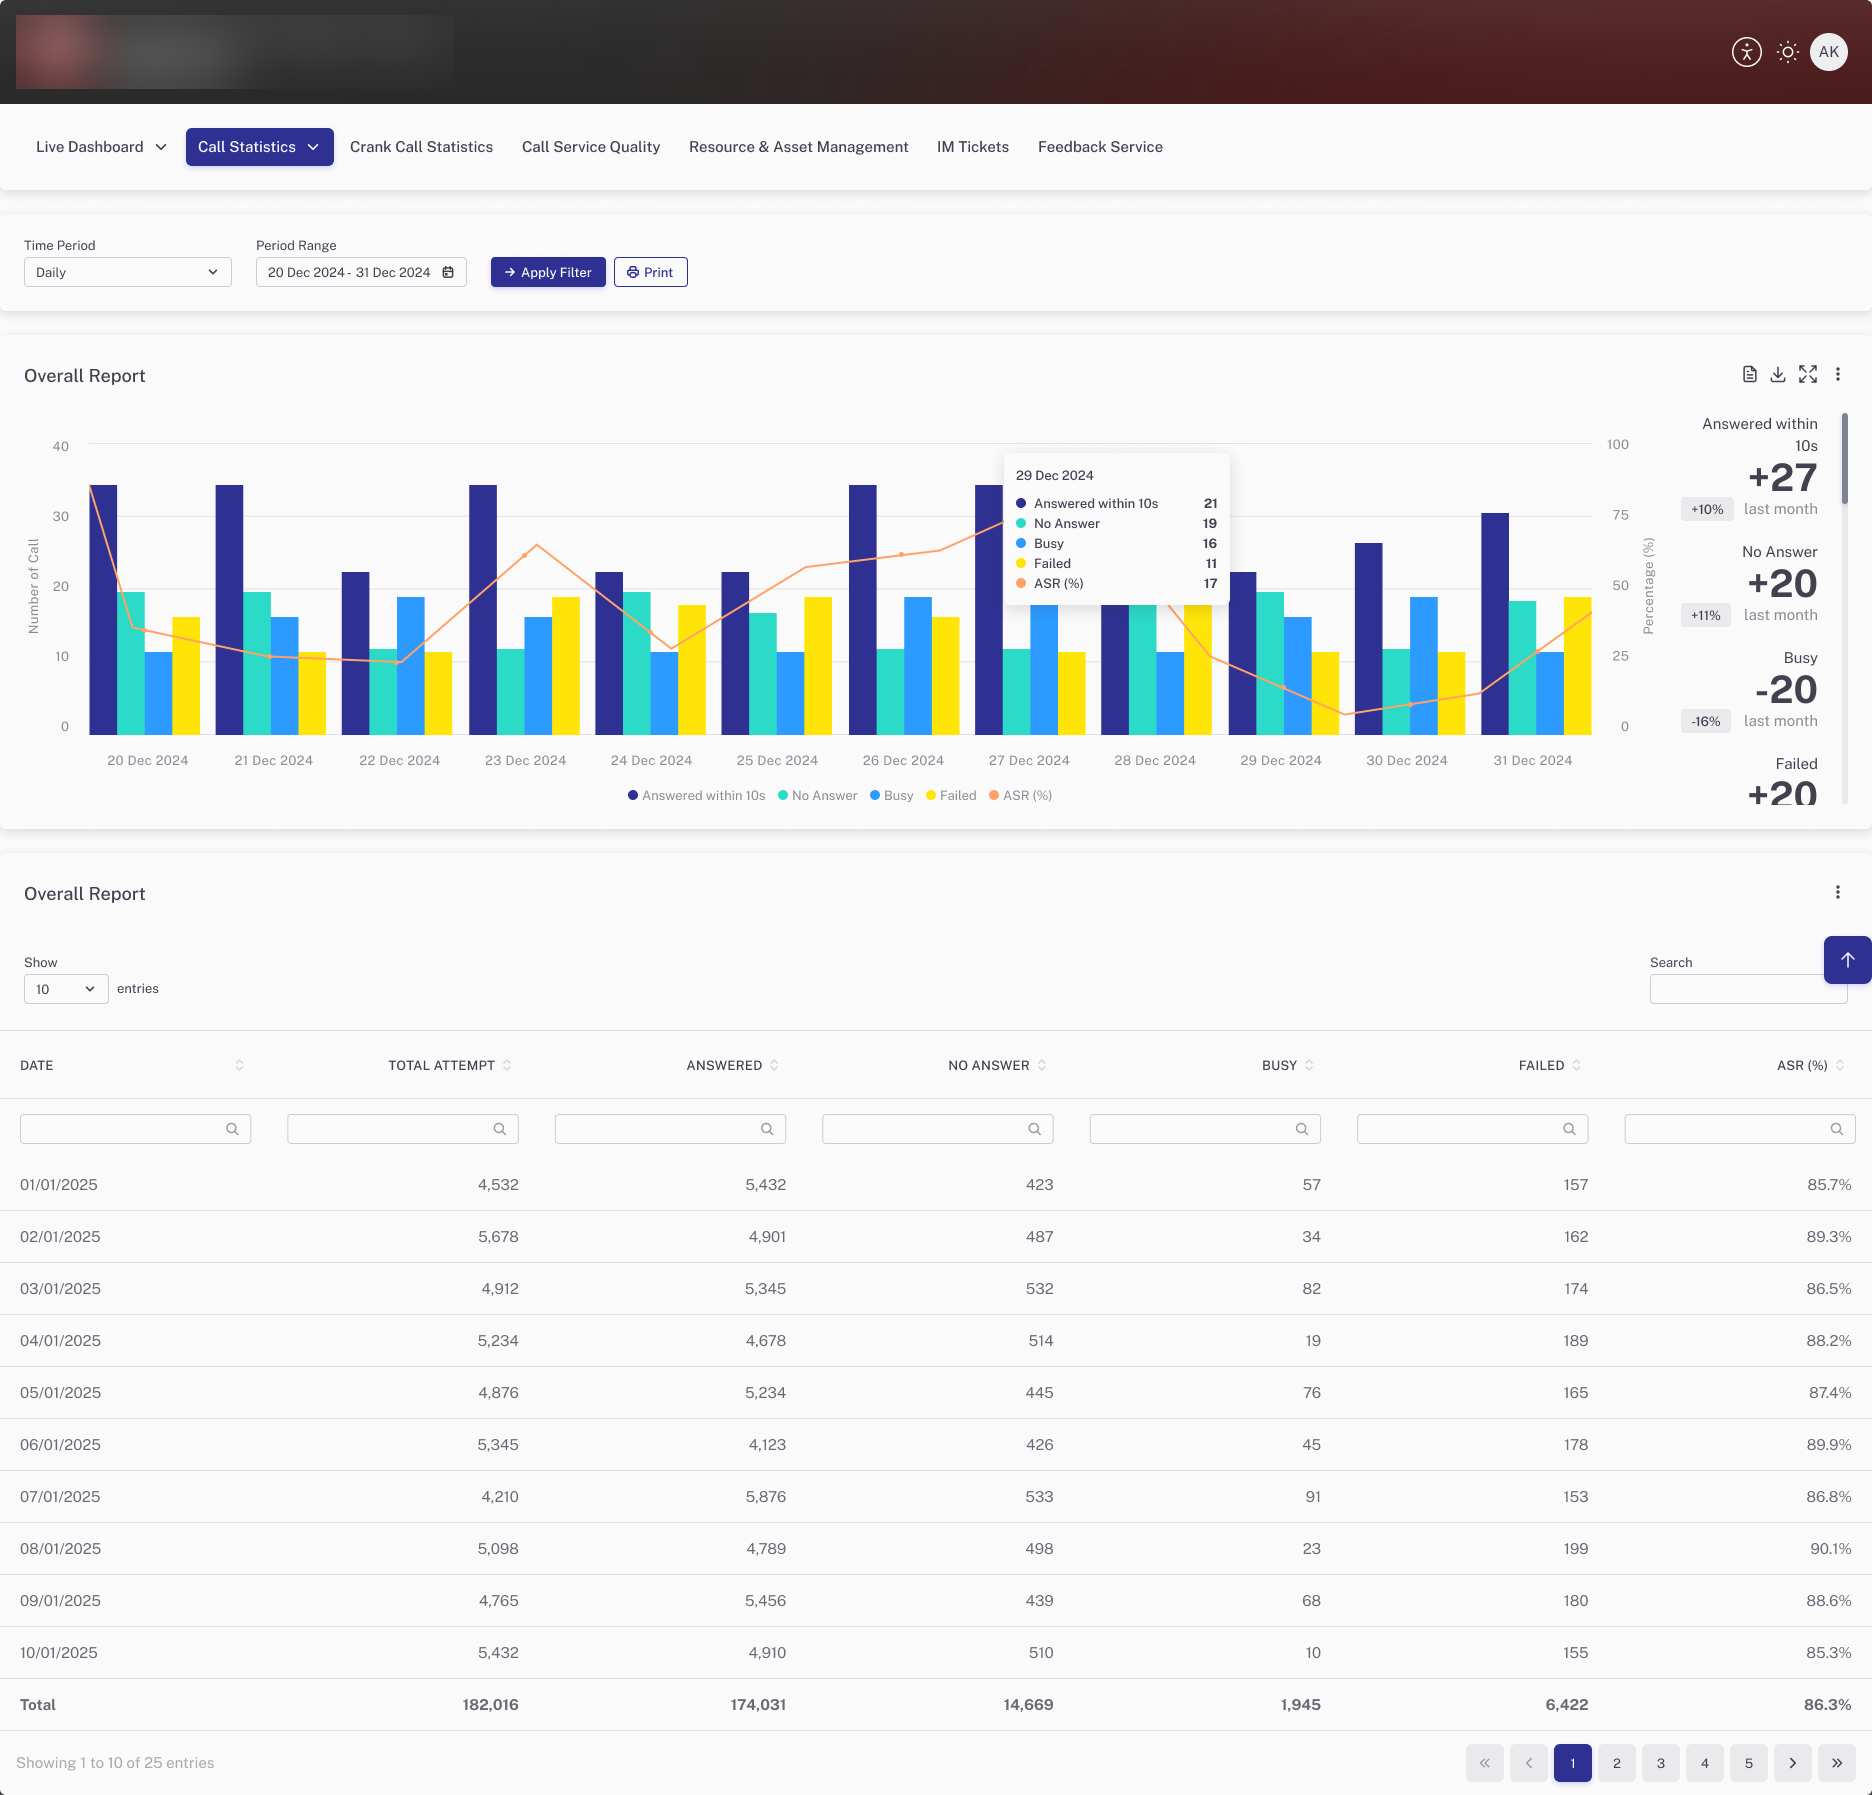 AK
Live Dashboard Call Statistics Crank Call Statistics Call Service Quality Resource & Asset Management IM Tickets Feedback Service
Time Period Period Range
Daily 20 Dec 2024 - 31 Dec 2024 Apply Filter Print
Overall Report
Number of Call
40
30
20
10
0
100
75
50
25
0
Percentage (%)
29 Dec 2024
Answered within 10s 21
No Answer 19
Busy 16
Failed 11
ASR (%) 17
20 Dec 2024 21 Dec 2024 22 Dec 2024 23 Dec 2024 24 Dec 2024 25 Dec 2024 26 Dec 2024 27 Dec 2024 28 Dec 2024 29 Dec 2024 30 Dec 2024 31 Dec 2024
Answered within 10s No Answer Busy Failed ASR (%)
Answered within
10s
+27
+10% last month
No Answer
+20
+11% last month
Busy
-20
-16% last month
Failed
+20
Overall Report
Show
10 entries
Search
DATE TOTAL ATTEMPT ANSWERED NO ANSWER BUSY FAILED ASR (%)
01/01/2025 4,532 5,432 423 57 157 85.7%
02/01/2025 5,678 4,901 487 34 162 89.3%
03/01/2025 4,912 5,345 532 82 174 86.5%
04/01/2025 5,234 4,678 514 19 189 88.2%
05/01/2025 4,876 5,234 445 76 165 87.4%
06/01/2025 5,345 4,123 426 45 178 89.9%
07/01/2025 4,210 5,876 533 91 153 86.8%
08/01/2025 5,098 4,789 498 23 199 90.1%
09/01/2025 4,765 5,456 439 68 180 88.6%
10/01/2025 5,432 4,910 510 10 155 85.3%
Total 182,016 174,031 14,669 1,945 6,422 86.3%
Showing 1 to 10 of 25 entries
« ‹ 1 2 3 4 5 › »